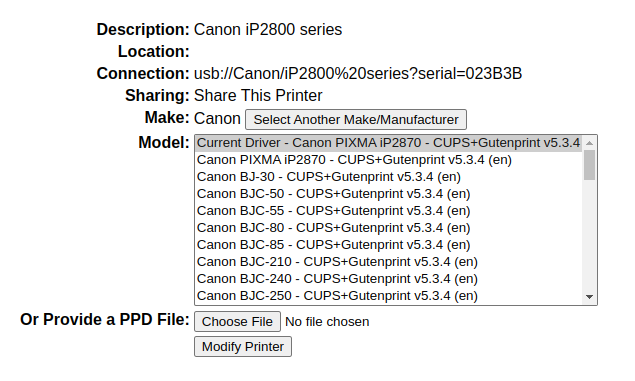 Description: Canon iP2800 series
Location:
Connection: usb://Canon/iP2800%20series?serial=023B3B
Sharing: Share This Printer
Make: Canon Select Another Make/Manufacturer
Model: Current Driver - Canon PIXMA iP2870 - CUPS+Gutenprint v5.3.4
Canon PIXMA iP2870 - CUPS+Gutenprint v5.3.4 (en)
Canon BJ-30 - CUPS+Gutenprint v5.3.4 (en)
Canon BJC-50 - CUPS+Gutenprint v5.3.4 (en)
Canon BJC-55 - CUPS+Gutenprint v5.3.4 (en)
Canon BJC-80 - CUPS+Gutenprint v5.3.4 (en)
Canon BJC-85 - CUPS+Gutenprint v5.3.4 (en)
Canon BJC-210 - CUPS+Gutenprint v5.3.4 (en)
Canon BJC-240 - CUPS+Gutenprint v5.3.4 (en)
Canon BJC-250 - CUPS+Gutenprint v5.3.4 (en)
Or Provide a PPD File: Choose File No file chosen
Modify Printer